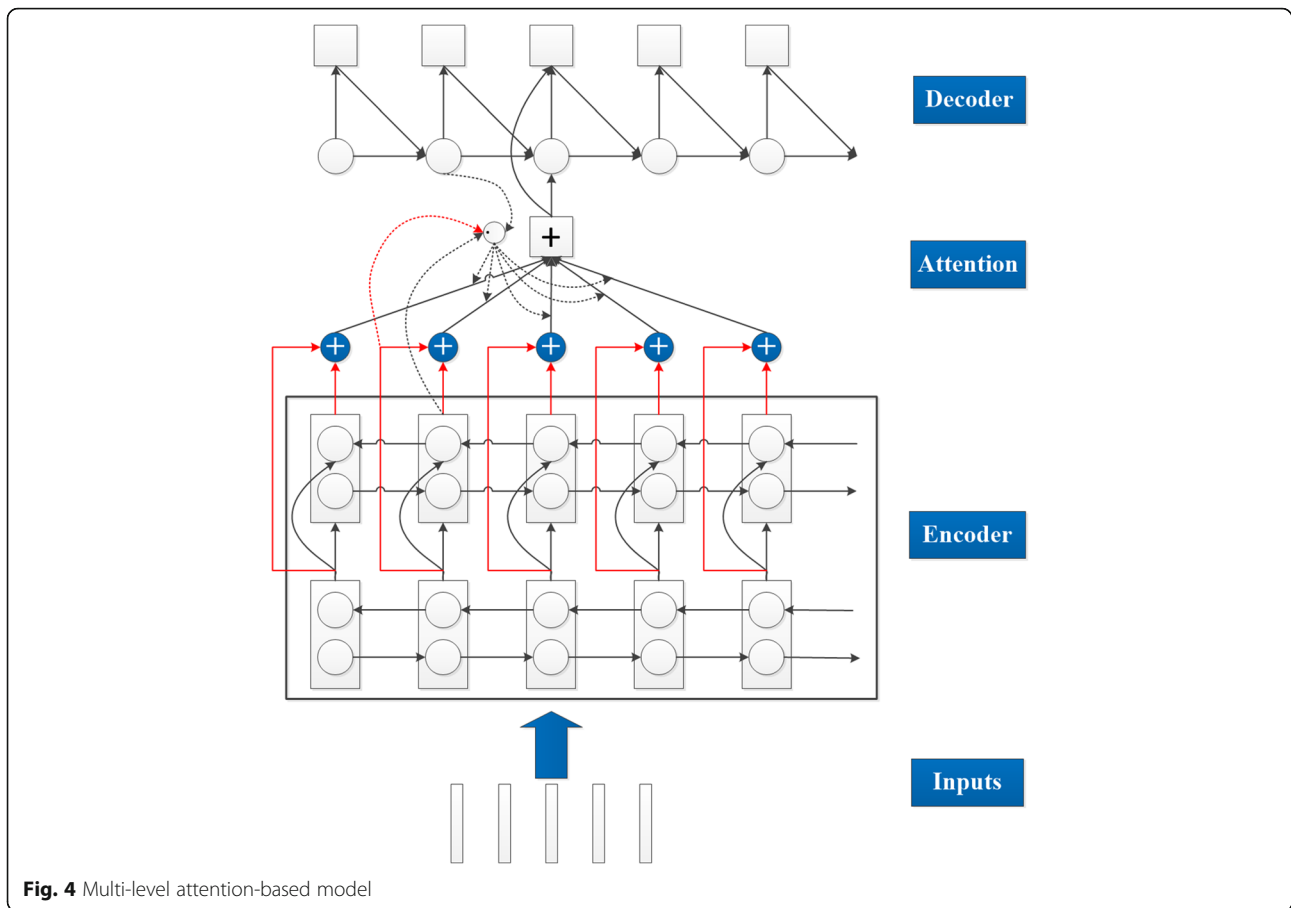 Decoder
+
Attention
+ + + + +
Encoder
Inputs
Fig. 4 Multi-level attention-based model